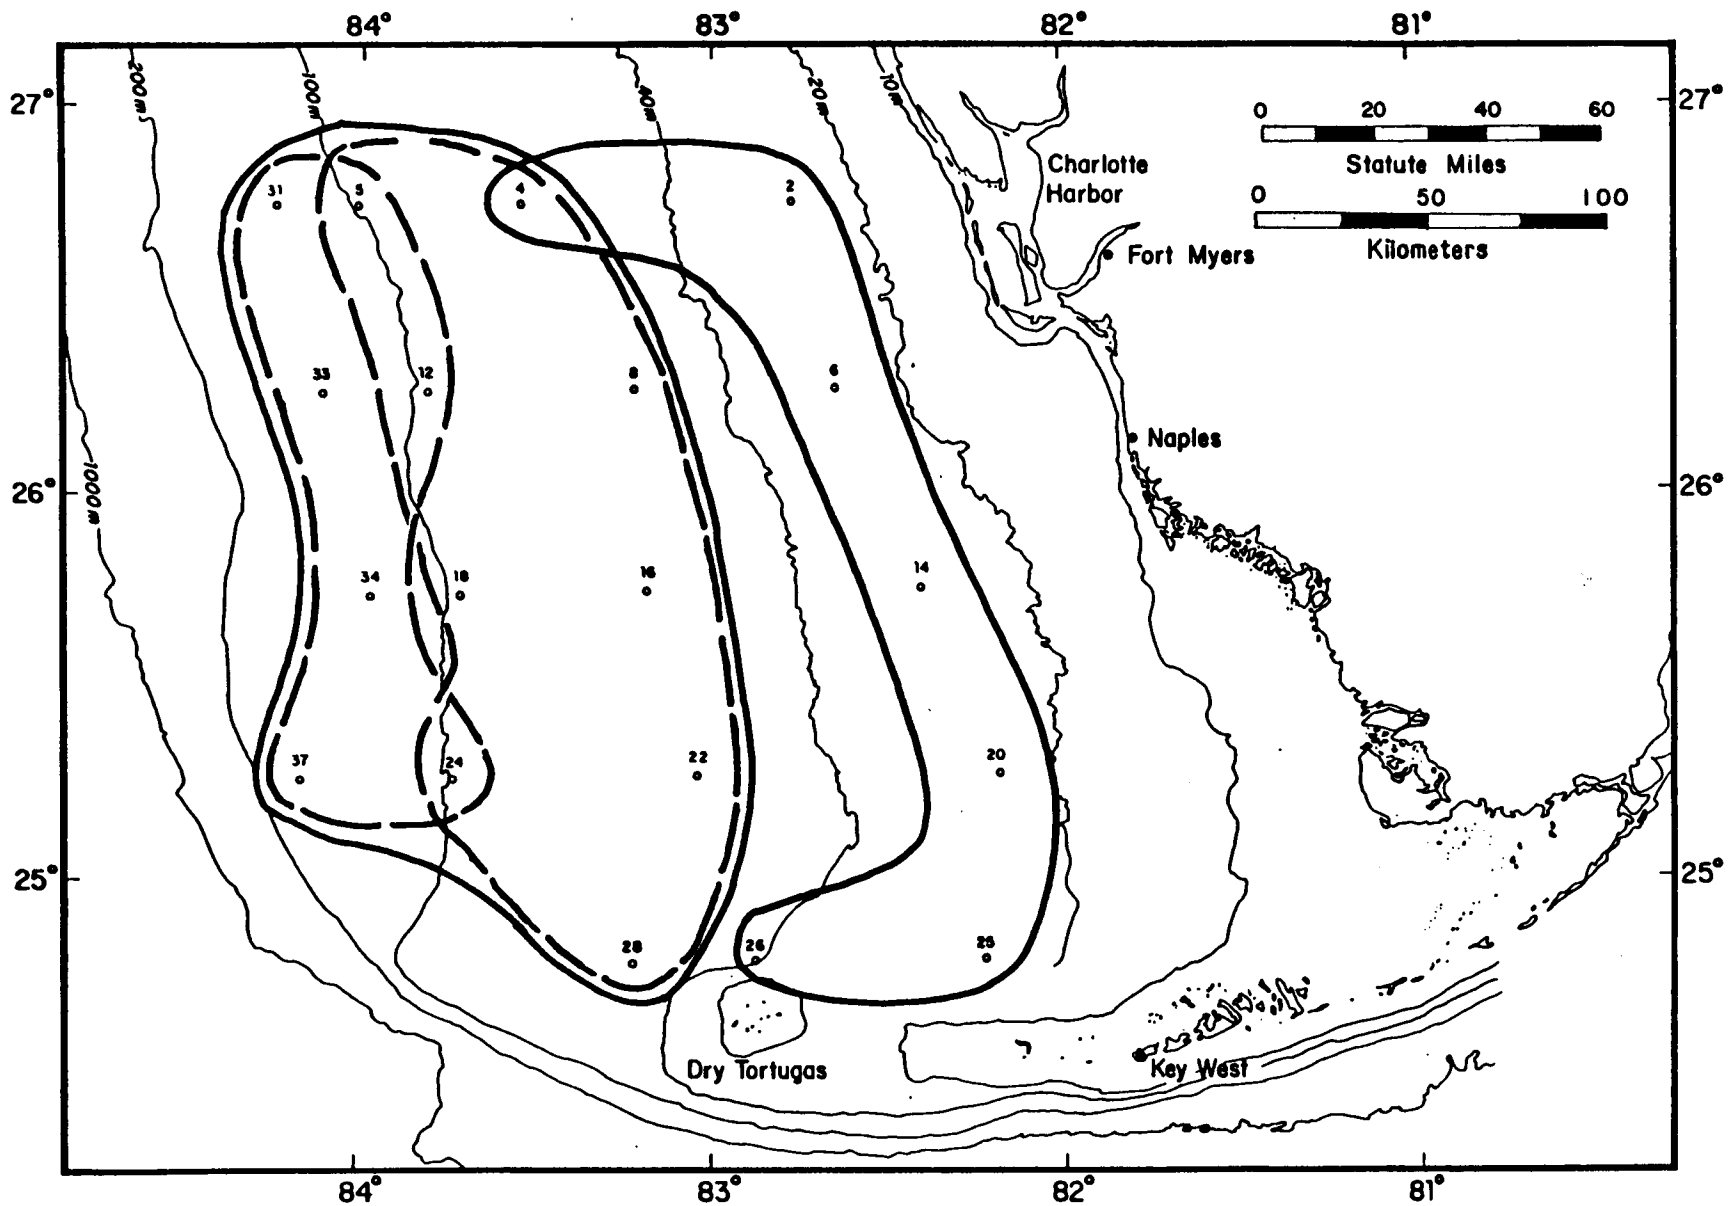 84° 83° 82° 81°
27° 27°
200m 100m 40m 20m 10m
0 20 40 60
Statute Miles
0 50 100
Kilometers
Charlotte
Harbor
Fort Myers
31 5 4 2
33 12 8 6
Naples
1000m
26° 26°
34 18 16 14
37 24 22 20
25° 25°
28 26 25
Dry Tortugas
Key West
84° 83° 82° 81°